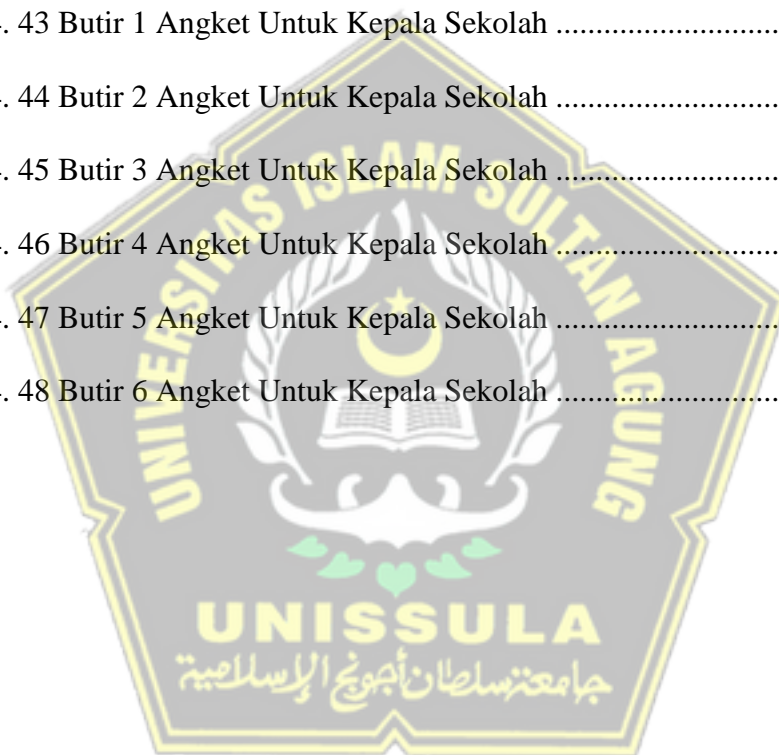 . 43 Butir 1 Angket Untuk Kepala Sekolah ............................
. 44 Butir 2 Angket Untuk Kepala Sekolah ............................
. 45 Butir 3 Angket Untuk Kepala Sekolah ............................
. 46 Butir 4 Angket Untuk Kepala Sekolah ............................
. 47 Butir 5 Angket Untuk Kepala Sekolah ............................
. 48 Butir 6 Angket Untuk Kepala Sekolah ............................
UNIVERSITAS ISLAM SULTAN AGUNG
UNISSULA
جامعة سلطان أجونج الإسلامية